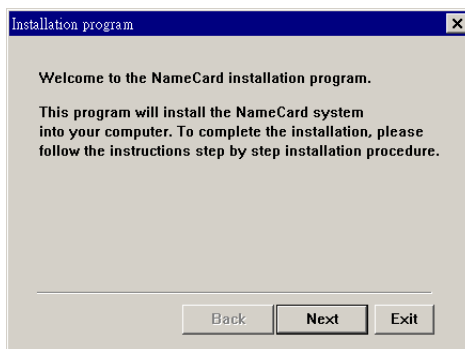 Installation program
Welcome to the NameCard installation program.
This program will install the NameCard system
into your computer. To complete the installation, please
follow the instructions step by step installation procedure.
Back Next Exit